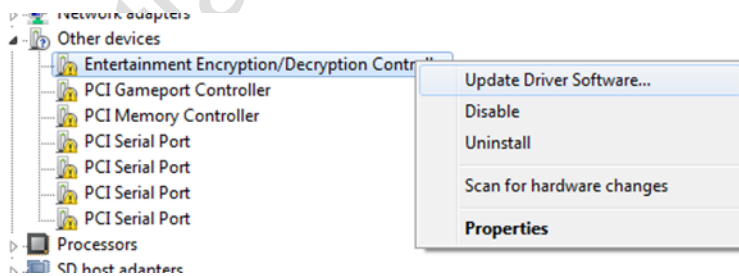 Network adapters
Other devices
Entertainment Encryption/Decryption Controller
PCI Gameport Controller
PCI Memory Controller
PCI Serial Port
PCI Serial Port
PCI Serial Port
PCI Serial Port
Processors
SD host adapters
Update Driver Software...
Disable
Uninstall
Scan for hardware changes
Properties